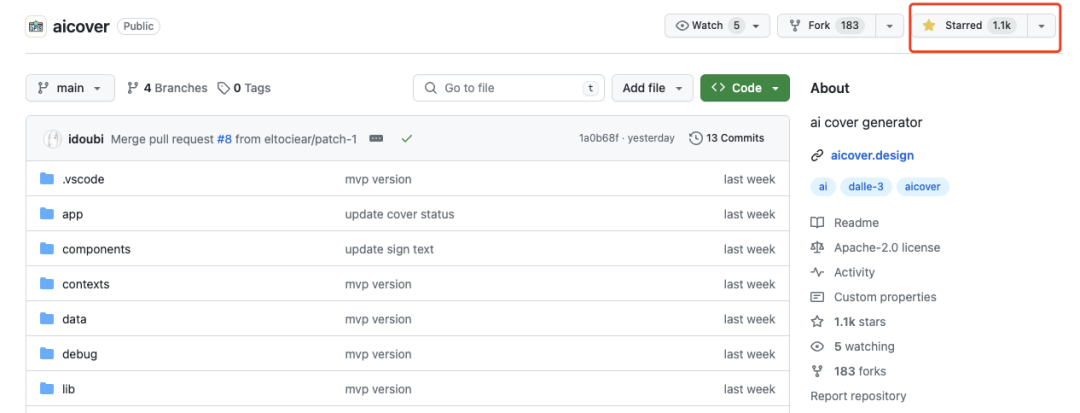 aicover Public Watch 5 Fork 183 Starred 1.1k
main 4 Branches 0 Tags Go to file t Add file <> Code About
idoubi Merge pull request #8 from eltociear/patch-1 1a0b68f · yesterday 13 Commits
ai cover generator
aicover.design
ai dalle-3 aicover
.vscode mvp version last week
app update cover status last week
components update sign text last week
contexts mvp version last week
data mvp version last week
debug mvp version last week
lib mvp version last week
Readme
Apache-2.0 license
Activity
Custom properties
1.1k stars
5 watching
183 forks
Report repository